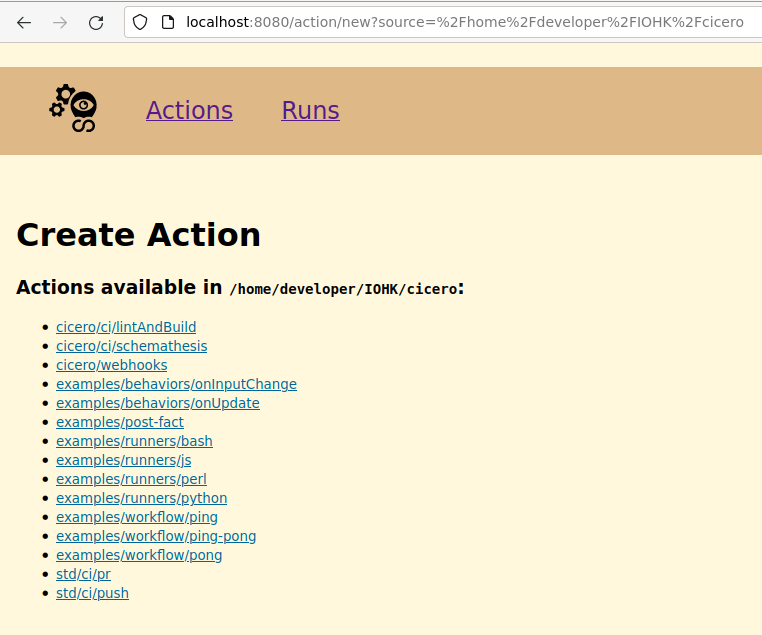 localhost:8080/action/new?source=%2Fhome%2Fdeveloper%2FIOHK%2Fcicero
Actions Runs
Create Action
Actions available in /home/developer/IOHK/cicero:
cicero/ci/lintAndBuild
cicero/ci/schemathesis
cicero/webhooks
examples/behaviors/onInputChange
examples/behaviors/onUpdate
examples/post-fact
examples/runners/bash
examples/runners/js
examples/runners/perl
examples/runners/python
examples/workflow/ping
examples/workflow/ping-pong
examples/workflow/pong
std/ci/pr
std/ci/push